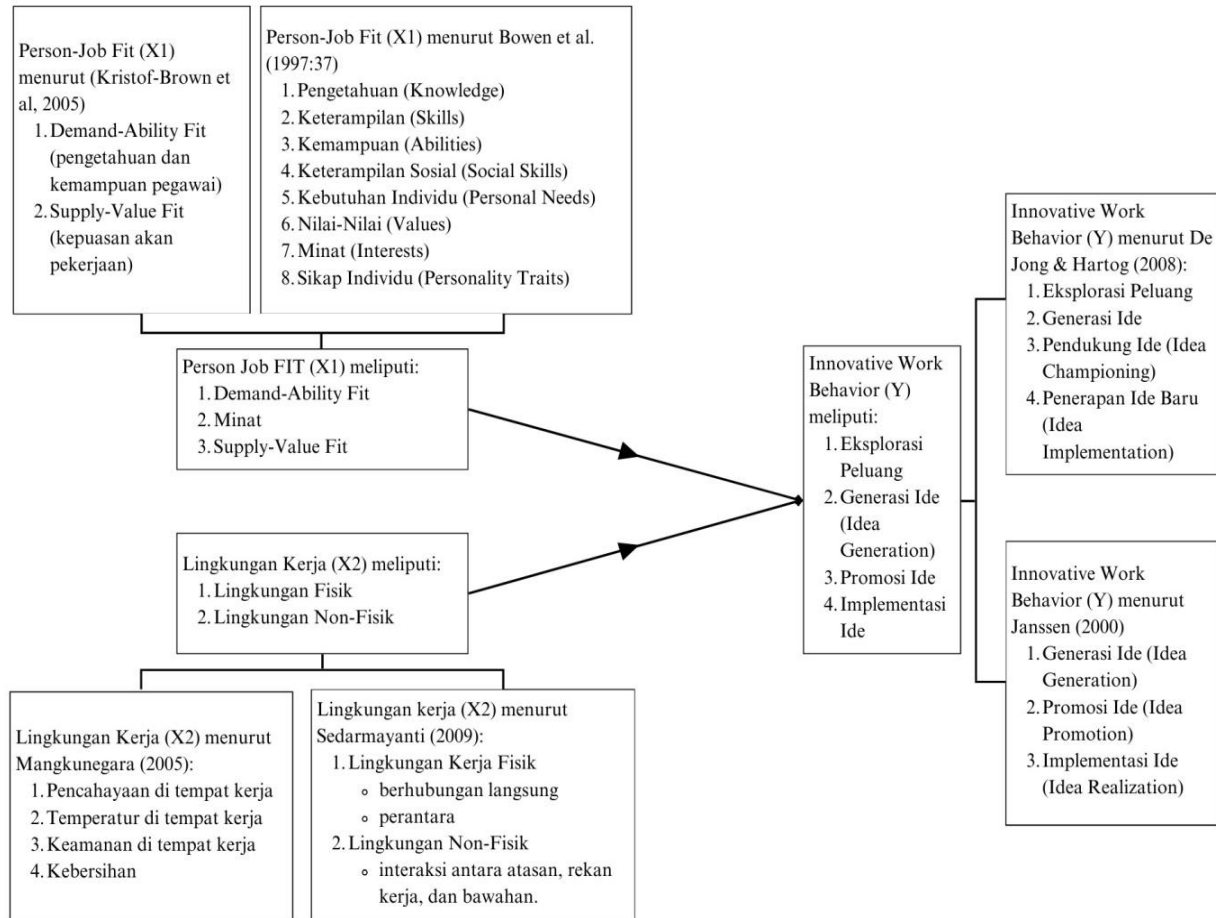 Person-Job Fit (X1)
menurut (Kristof-Brown et
al, 2005)
1. Demand-Ability Fit
(pengetahuan dan
kemampuan pegawai)
2. Supply-Value Fit
(kepuasan akan
pekerjaan)
Person-Job Fit (X1) menurut Bowen et al.
(1997:37)
1. Pengetahuan (Knowledge)
2. Keterampilan (Skills)
3. Kemampuan (Abilities)
4. Keterampilan Sosial (Social Skills)
5. Kebutuhan Individu (Personal Needs)
6. Nilai-Nilai (Values)
7. Minat (Interests)
8. Sikap Individu (Personality Traits)
Person Job FIT (X1) meliputi:
1. Demand-Ability Fit
2. Minat
3. Supply-Value Fit
Lingkungan Kerja (X2) meliputi:
1. Lingkungan Fisik
2. Lingkungan Non-Fisik
Lingkungan Kerja (X2) menurut
Mangkunegara (2005):
1. Pencahayaan di tempat kerja
2. Temperatur di tempat kerja
3. Keamanan di tempat kerja
4. Kebersihan
Lingkungan kerja (X2) menurut
Sedarmayanti (2009):
1. Lingkungan Kerja Fisik
◦ berhubungan langsung
◦ perantara
2. Lingkungan Non-Fisik
◦ interaksi antara atasan, rekan
kerja, dan bawahan.
Innovative Work
Behavior (Y)
meliputi:
1. Eksplorasi
Peluang
2. Generasi Ide
(Idea
Generation)
3. Promosi Ide
4. Implementasi
Ide
Innovative Work
Behavior (Y) menurut De
Jong & Hartog (2008):
1. Eksplorasi Peluang
2. Generasi Ide
3. Pendukung Ide (Idea
Championing)
4. Penerapan Ide Baru
(Idea
Implementation)
Innovative Work
Behavior (Y) menurut
Janssen (2000)
1. Generasi Ide (Idea
Generation)
2. Promosi Ide (Idea
Promotion)
3. Implementasi Ide
(Idea Realization)